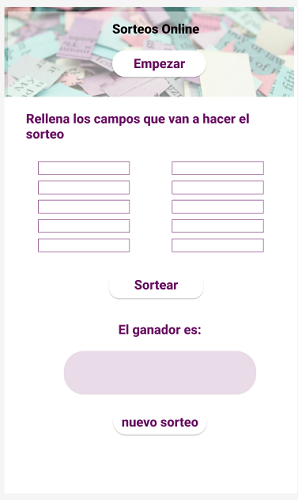 Sorteos Online
Empezar
Rellena los campos que van a hacer el
sorteo
Sortear
El ganador es:
nuevo sorteo